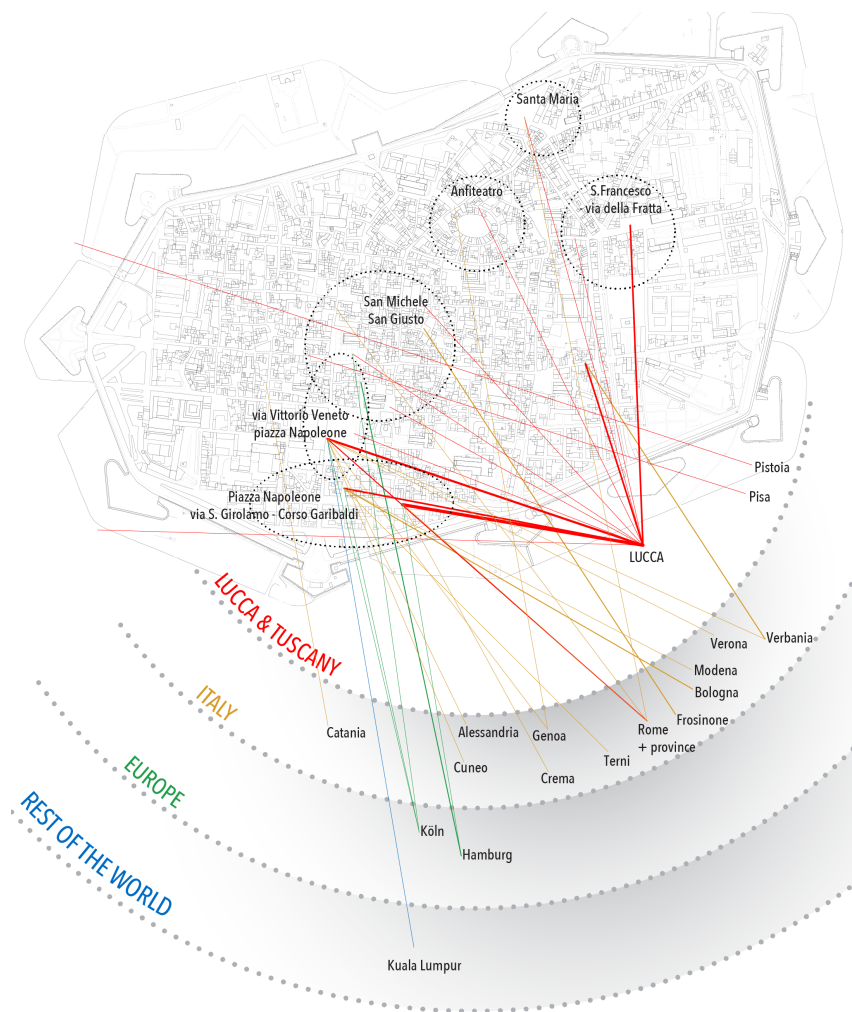 Santa Maria
Anfiteatro
S.Francesco
- via della Fratta
San Michele
San Giusto
via Vittorio Veneto
piazza Napoleone
Piazza Napoleone
via S. Girolamo - Corso Garibaldi
Pistoia
Pisa
LUCCA
LUCCA & TUSCANY
ITALY
EUROPE
REST OF THE WORLD
Verona
Verbania
Modena
Bologna
Frosinone
Rome
+ province
Catania
Alessandria
Genoa
Cuneo
Crema
Terni
Köln
Hamburg
Kuala Lumpur